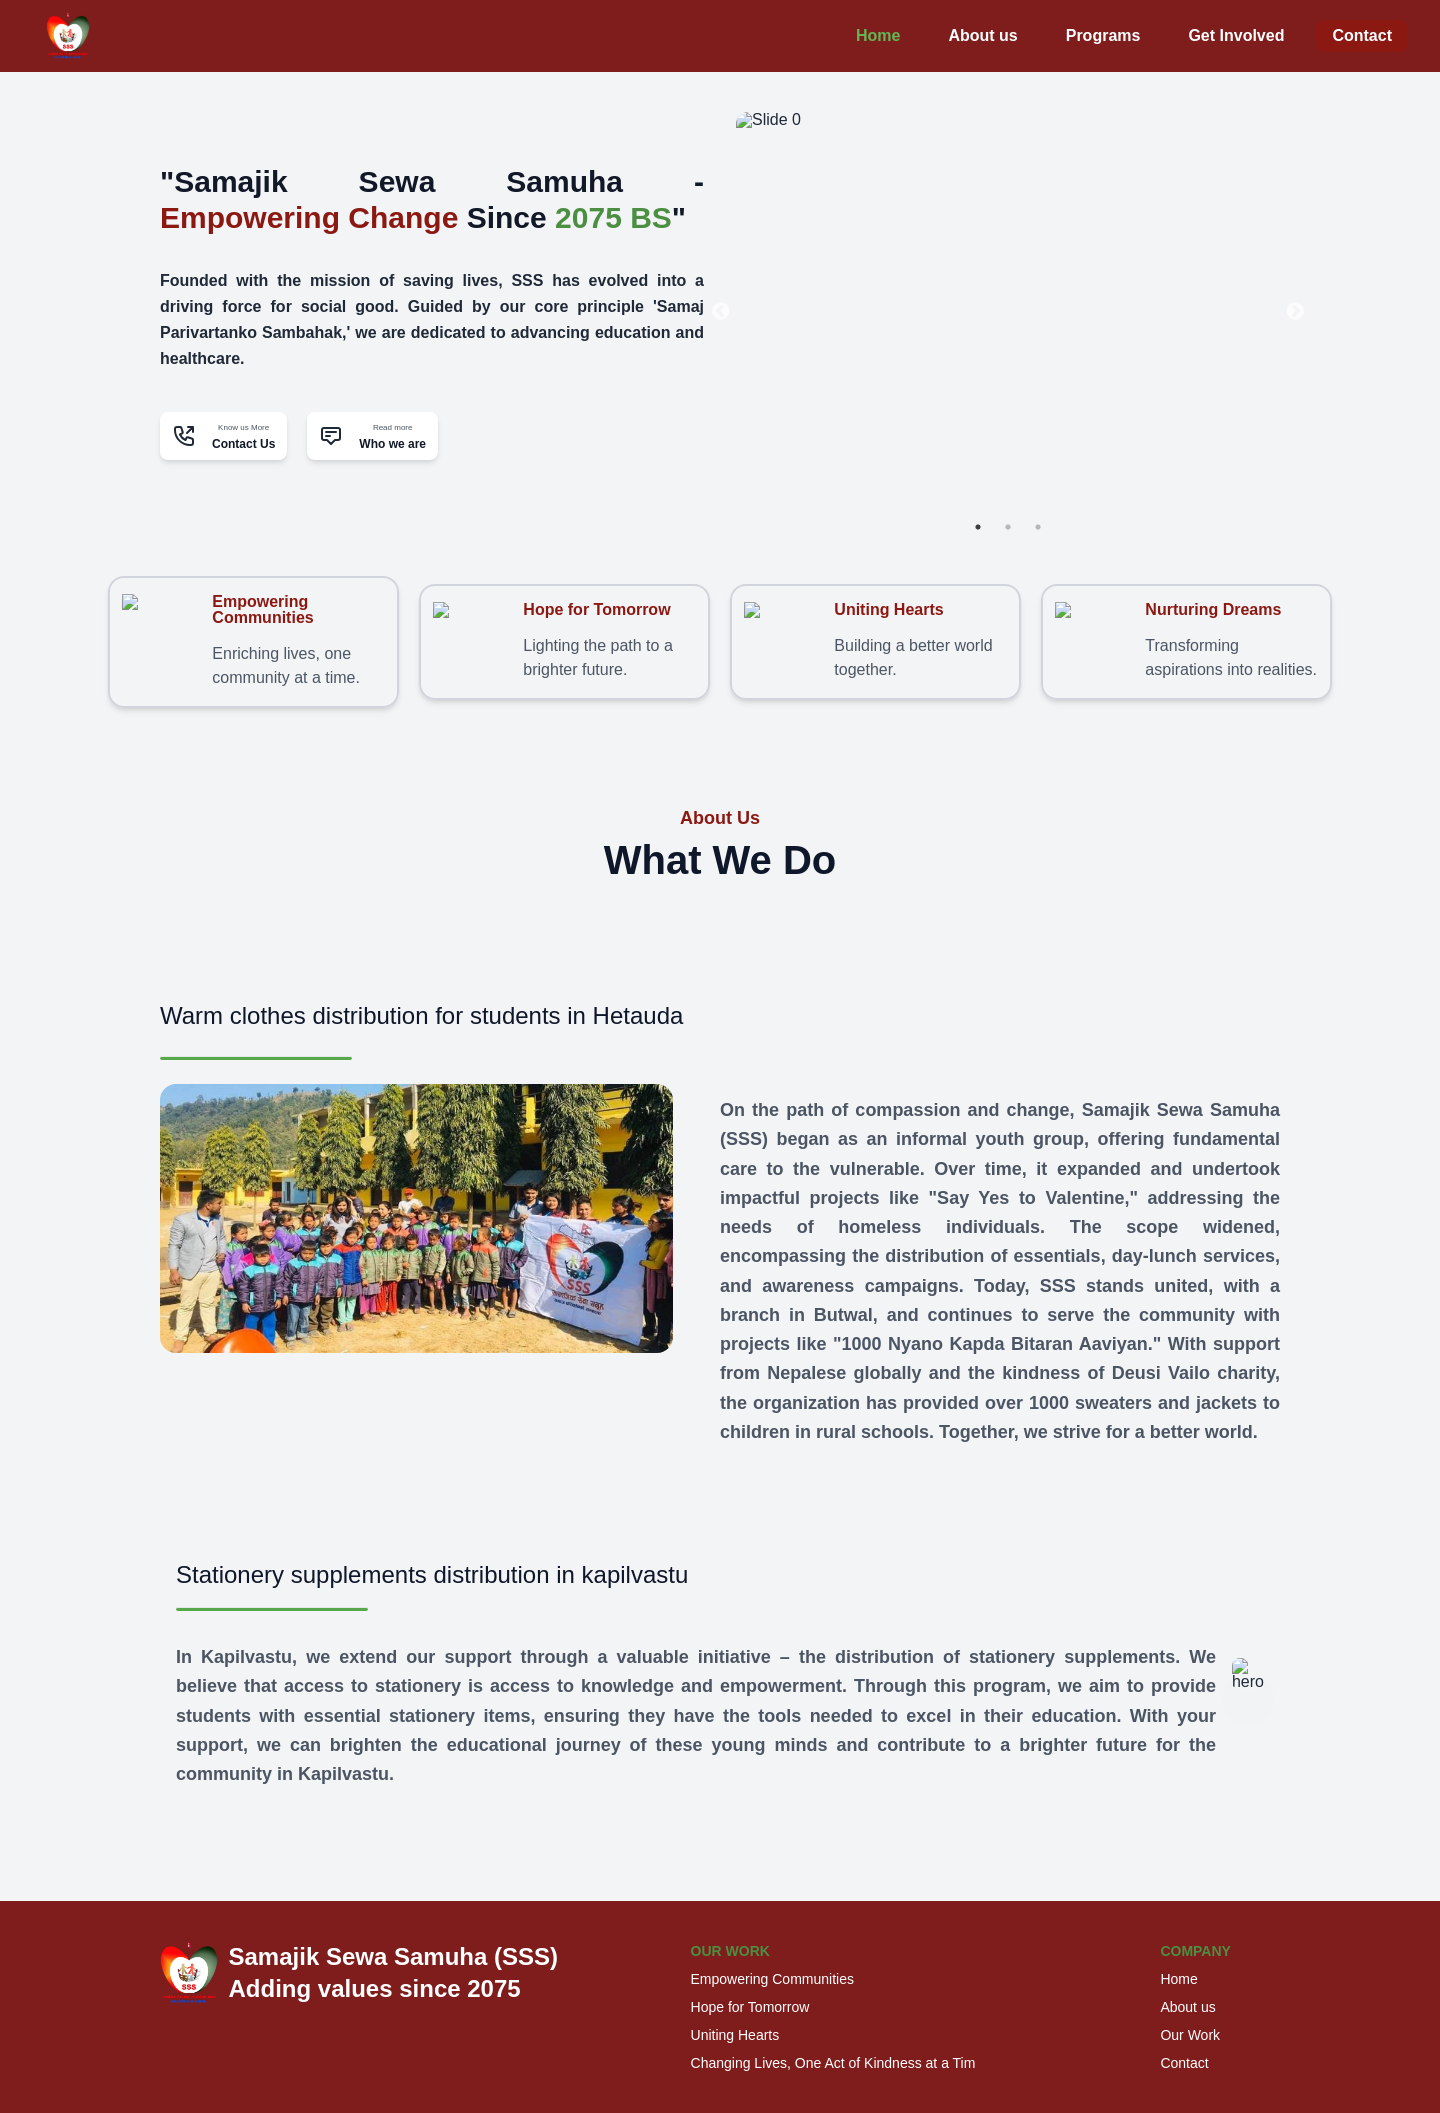 SSS
Home
About us
Programs
Get Involved
Contact
Slide 0
"Samajik Sewa Samuha -
Empowering Change Since 2075 BS"
Founded with the mission of saving lives, SSS has evolved into a
driving force for social good. Guided by our core principle 'Samaj
Parivartanko Sambahak,' we are dedicated to advancing education and
healthcare.
Know us More
Contact Us
Read more
Who we are
Empowering
Communities
Enriching lives, one
community at a time.
Hope for Tomorrow
Lighting the path to a
brighter future.
Uniting Hearts
Building a better world
together.
Nurturing Dreams
Transforming
aspirations into realities.
About Us
What We Do
Warm clothes distribution for students in Hetauda
SSS
सामाजिक सेवा समूह
On the path of compassion and change, Samajik Sewa Samuha
(SSS) began as an informal youth group, offering fundamental
care to the vulnerable. Over time, it expanded and undertook
impactful projects like "Say Yes to Valentine," addressing the
needs of homeless individuals. The scope widened,
encompassing the distribution of essentials, day-lunch services,
and awareness campaigns. Today, SSS stands united, with a
branch in Butwal, and continues to serve the community with
projects like "1000 Nyano Kapda Bitaran Aaviyan." With support
from Nepalese globally and the kindness of Deusi Vailo charity,
the organization has provided over 1000 sweaters and jackets to
children in rural schools. Together, we strive for a better world.
Stationery supplements distribution in kapilvastu
In Kapilvastu, we extend our support through a valuable initiative – the distribution of stationery supplements. We
believe that access to stationery is access to knowledge and empowerment. Through this program, we aim to provide
students with essential stationery items, ensuring they have the tools needed to excel in their education. With your
support, we can brighten the educational journey of these young minds and contribute to a brighter future for the
community in Kapilvastu.
hero
SSS
Samajik Sewa Samuha (SSS)
Adding values since 2075
OUR WORK
Empowering Communities
Hope for Tomorrow
Uniting Hearts
Changing Lives, One Act of Kindness at a Tim
COMPANY
Home
About us
Our Work
Contact